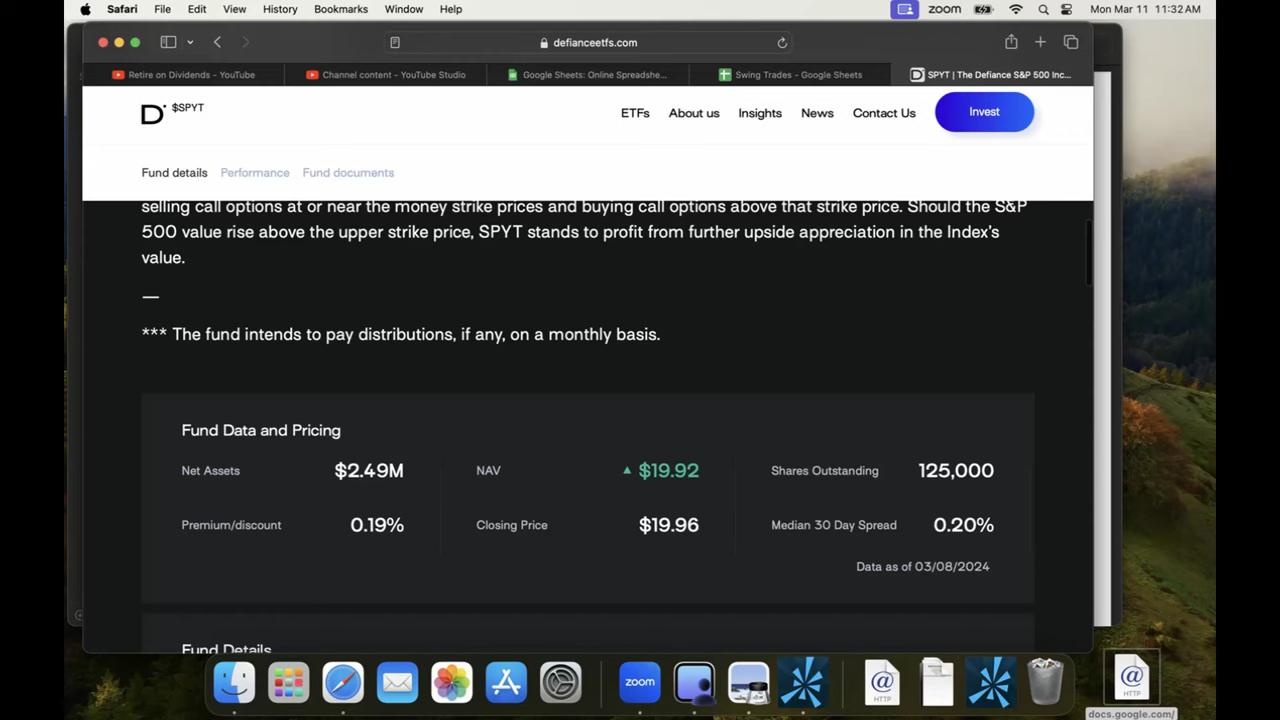 Safari File Edit View History Bookmarks Window Help
zoom Mon Mar 11 11:32 AM
defianceetfs.com
Retire on Dividends - YouTube
Channel content - YouTube Studio
Google Sheets: Online Spreadshe...
Swing Trades - Google Sheets
SPYT | The Defiance S&P 500 Inc...
D $SPYT
ETFs About us Insights News Contact Us Invest
Fund details Performance Fund documents
selling call options at or near the money strike prices and buying call options above that strike price. Should the S&P
500 value rise above the upper strike price, SPYT stands to profit from further upside appreciation in the Index's
value.
—
*** The fund intends to pay distributions, if any, on a monthly basis.
Fund Data and Pricing
Net Assets $2.49M NAV ▲ $19.92 Shares Outstanding 125,000
Premium/discount 0.19% Closing Price $19.96 Median 30 Day Spread 0.20%
Data as of 03/08/2024
Fund Details
zoom
@ HTTP
@ HTTP
docs.google.com/